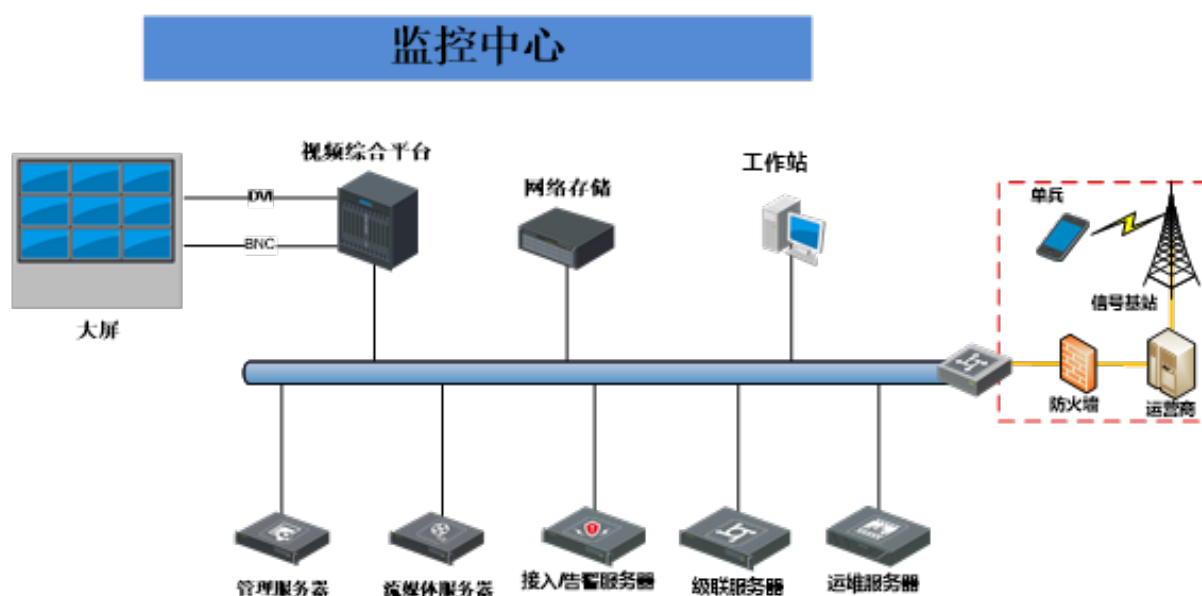 监控中心
视频综合平台
网络存储
工作站
单兵
DVI
BNC
信号基站
大屏
防火墙
运营商
管理服务器
流媒体服务器
接入/告警服务器
级联服务器
运堆服务器